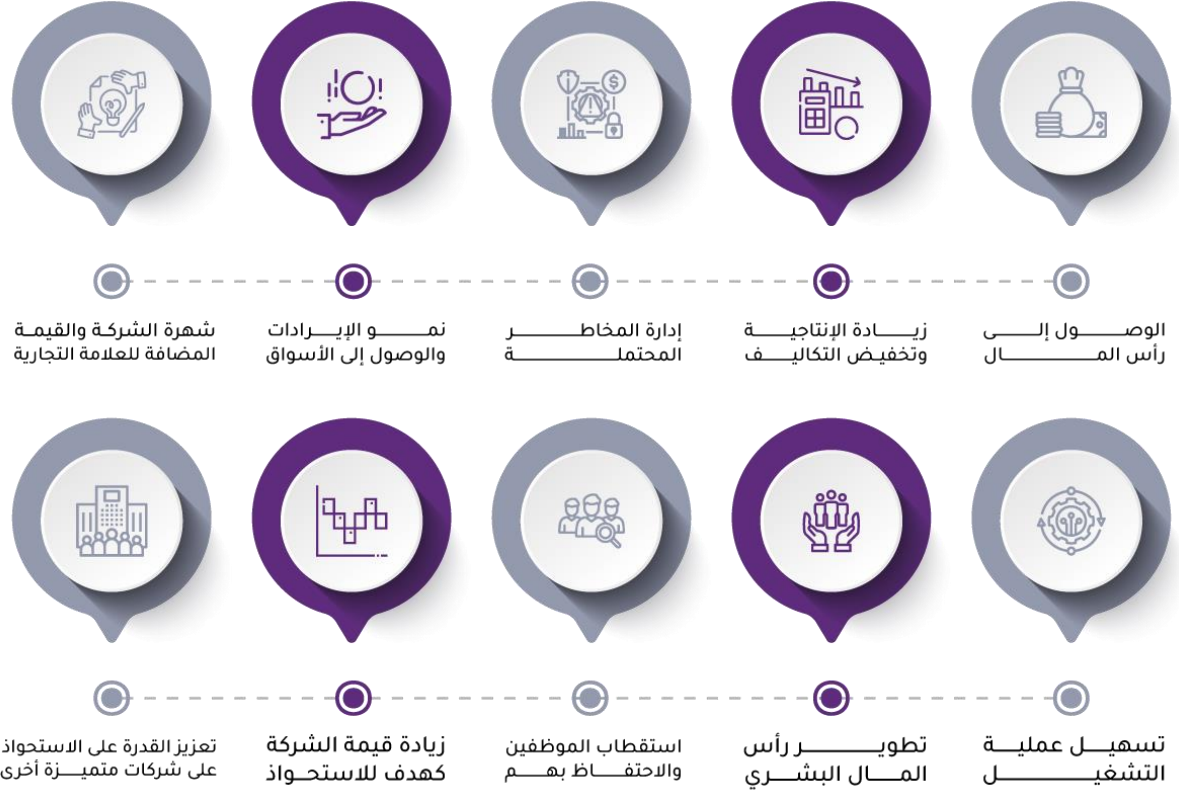 الوصول إلى
رأس المال
زيادة الإنتاجية
وتخفيض التكاليف
إدارة المخاطر
المحتملة
نمو الإيرادات
والوصول إلى الأسواق
شهرة الشركة والقيمة
المضافة للعلامة التجارية
تسهيل عملية
التشغيل
تطوير رأس
المال البشري
استقطاب الموظفين
والاحتفاظ بهم
زيادة قيمة الشركة
كهدف للاستحواذ
تعزيز القدرة على الاستحواذ
على شركات متميزة أخرى